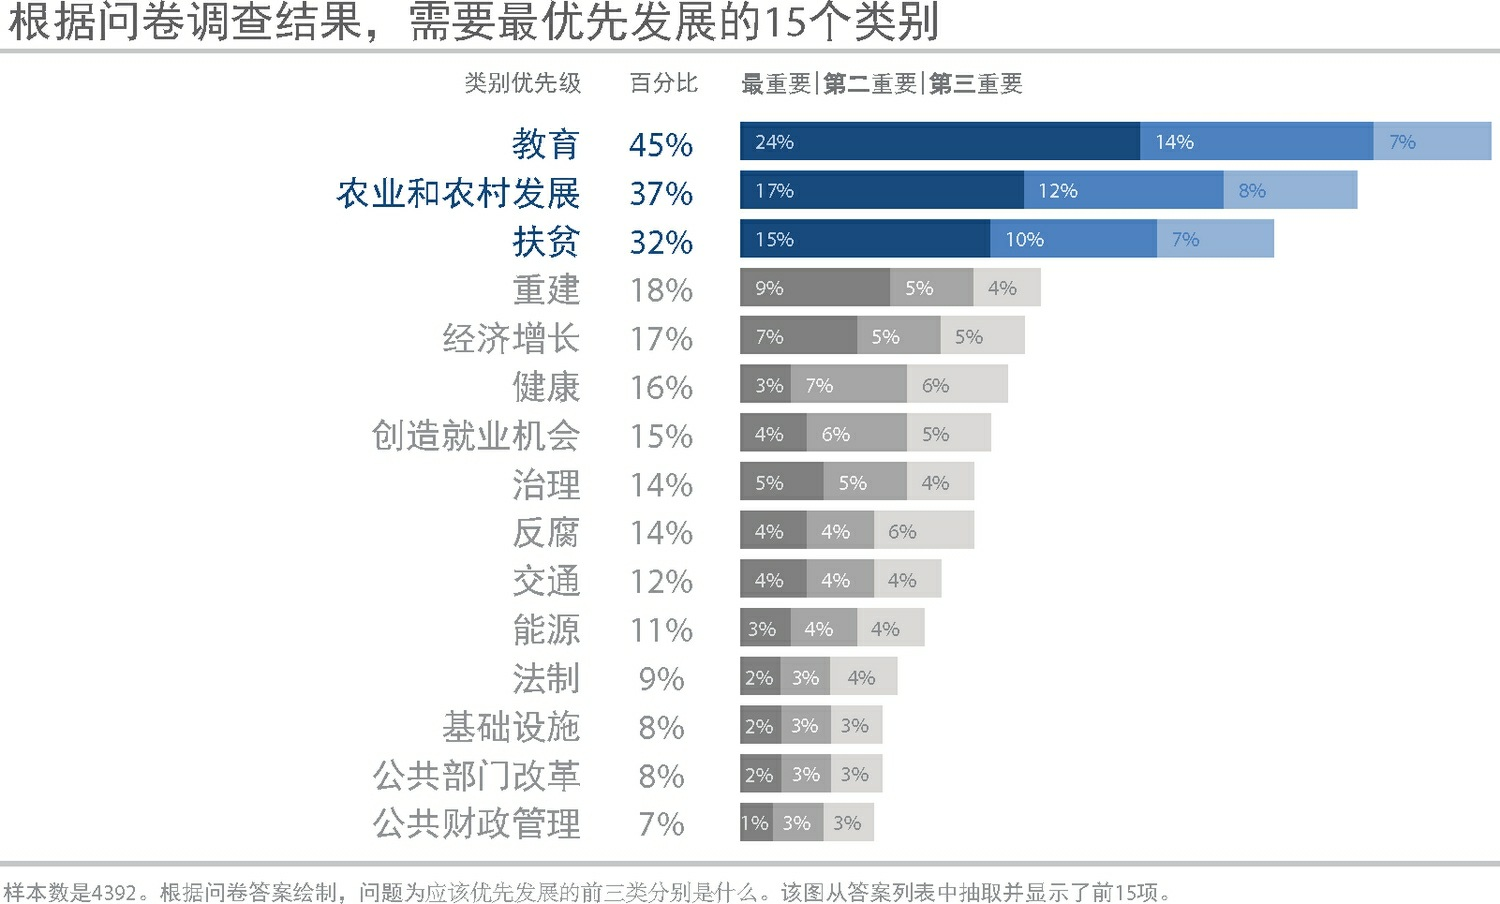 根据问卷调查结果，需要最优先发展的15个类别
类别优先级 百分比 最重要|第二重要|第三重要
教育 45% 24% 14% 7%
农业和农村发展 37% 17% 12% 8%
扶贫 32% 15% 10% 7%
重建 18% 9% 5% 4%
经济增长 17% 7% 5% 5%
健康 16% 3% 7% 6%
创造就业机会 15% 4% 6% 5%
治理 14% 5% 5% 4%
反腐 14% 4% 4% 6%
交通 12% 4% 4% 4%
能源 11% 3% 4% 4%
法制 9% 2% 3% 4%
基础设施 8% 2% 3% 3%
公共部门改革 8% 2% 3% 3%
公共财政管理 7% 1% 3% 3%
样本数是4392。根据问卷答案绘制，问题为应该优先发展的前三类分别是什么。该图从答案列表中抽取并显示了前15项。